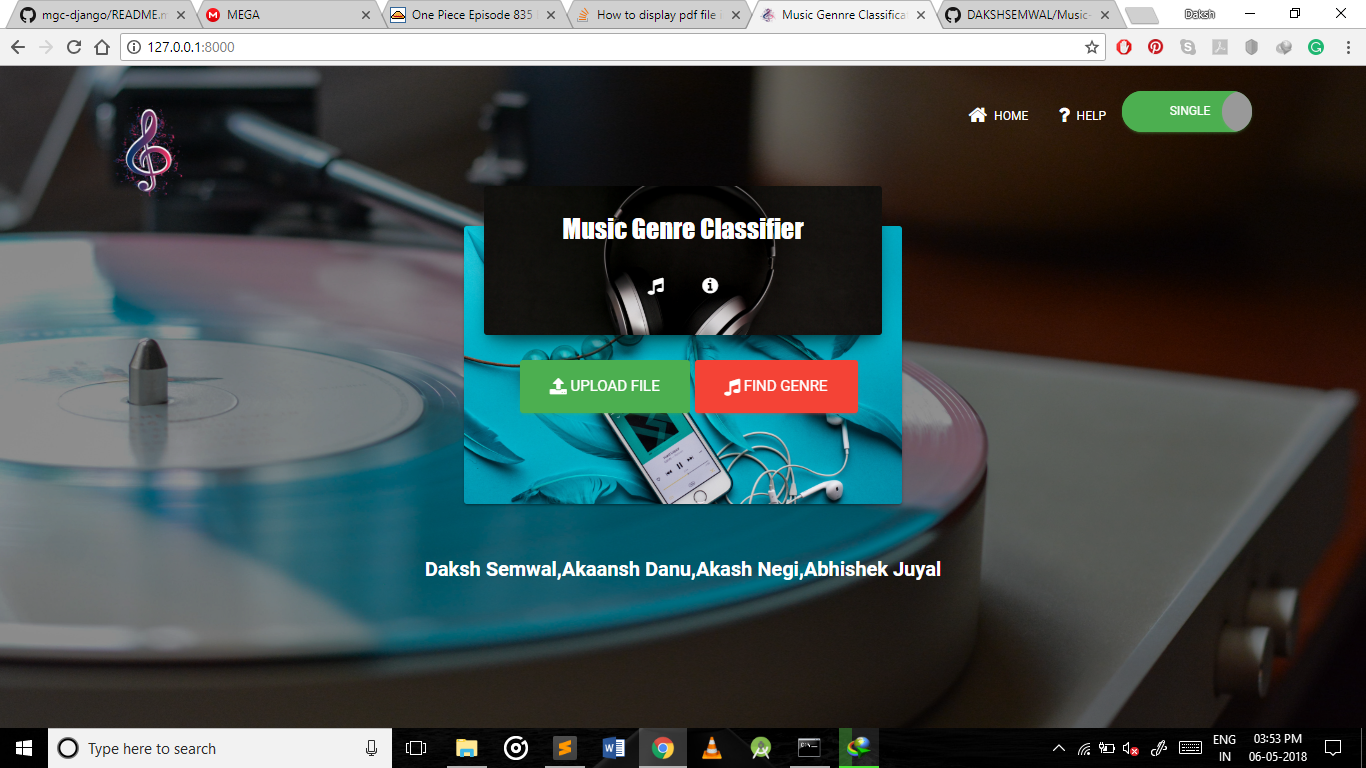 mgc-django/README.m
MEGA
One Piece Episode 835
How to display pdf file i
Music Gennre Classifica
DAKSHSEMWAL/Music-
Daksh
127.0.0.1:8000
HOME
HELP
SINGLE
Music Genre Classifier
UPLOAD FILE
FIND GENRE
Daksh Semwal,Akaansh Danu,Akash Negi,Abhishek Juyal
Type here to search
ENG
IN
03:53 PM
06-05-2018